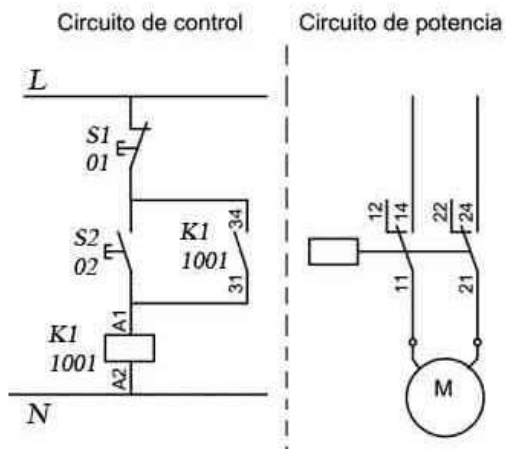 Circuito de control
Circuito de potencia
L
S1
01
S2
02
K1
1001
34
31
K1
1001
A1
A2
N
12
14
22
24
11
21
M